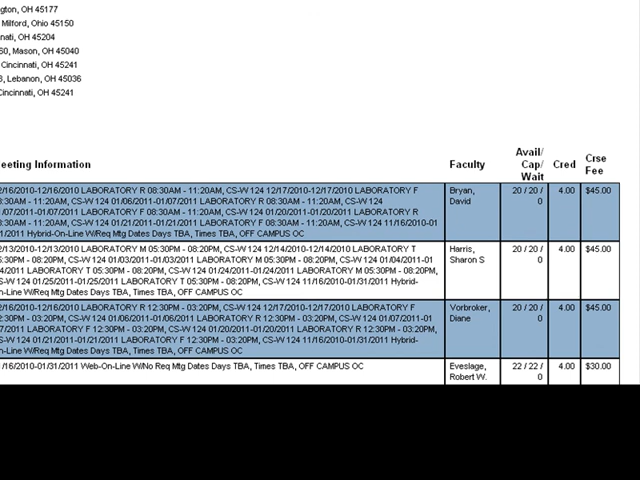 gton, OH 45177
Milford, Ohio 45150
nati, OH 45204
60, Mason, OH 45040
Cincinnati, OH 45241
3, Lebanon, OH 45036
Cincinnati, OH 45241
eeting Information Faculty Avail/ Cap/ Wait Cred Crse Fee
2/16/2010-12/16/2010 LABORATORY R 08:30AM - 11:20AM, CS-W 124 12/17/2010-12/17/2010 LABORATORY F
8:30AM - 11:20AM, CS-W 124 01/06/2011-01/07/2011 LABORATORY R 08:30AM - 11:20AM, CS-W 124
1/07/2011-01/07/2011 LABORATORY F 08:30AM - 11:20AM, CS-W 124 01/20/2011-01/20/2011 LABORATORY R
8:30AM - 11:20AM, CS-W 124 01/21/2011-01/21/2011 LABORATORY F 08:30AM - 11:20AM, CS-W 124 11/16/2010-01
1/2011 Hybrid-On-Line W/Req Mtg Dates Days TBA, Times TBA, OFF CAMPUS OC
Bryan, David 20 / 20 / 0 4.00 $45.00
2/13/2010-12/13/2010 LABORATORY M 05:30PM - 08:20PM, CS-W 124 12/14/2010-12/14/2010 LABORATORY T
5:30PM - 08:20PM, CS-W 124 01/03/2011-01/03/2011 LABORATORY M 05:30PM - 08:20PM, CS-W 124 01/04/2011-01
/4/2011 LABORATORY T 05:30PM - 08:20PM, CS-W 124 01/24/2011-01/24/2011 LABORATORY M 05:30PM - 08:20PM,
CS-W 124 01/25/2011-01/25/2011 LABORATORY T 05:30PM - 08:20PM, CS-W 124 11/16/2010-01/31/2011 Hybrid-
n-Line W/Req Mtg Dates Days TBA, Times TBA, OFF CAMPUS OC
Harris, Sharon S 20 / 20 / 0 4.00 $45.00
2/16/2010-12/16/2010 LABORATORY R 12:30PM - 03:20PM, CS-W 124 12/17/2010-12/17/2010 LABORATORY F
2:30PM - 03:20PM, CS-W 124 01/06/2011-01/06/2011 LABORATORY R 12:30PM - 03:20PM, CS-W 124 01/07/2011-01
/7/2011 LABORATORY F 12:30PM - 03:20PM, CS-W 124 01/20/2011-01/20/2011 LABORATORY R 12:30PM - 03:20PM,
CS-W 124 01/21/2011-01/21/2011 LABORATORY F 12:30PM - 03:20PM, CS-W 124 11/16/2010-01/31/2011 Hybrid-
n-Line W/Req Mtg Dates Days TBA, Times TBA, OFF CAMPUS OC
Vorbroker, Diane 20 / 20 / 0 4.00 $45.00
/16/2010-01/31/2011 Web-On-Line W/No Req Mtg Dates Days TBA, Times TBA, OFF CAMPUS OC
Eveslage, Robert W. 22 / 22 / 0 4.00 $30.00